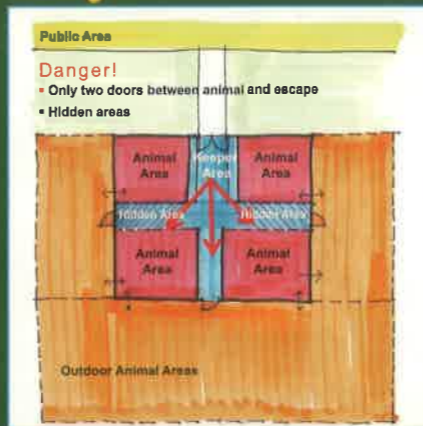 Public Area
Danger!
▪ Only two doors between animal and escape
▪ Hidden areas
Animal
Area
Keeper
Area
Animal
Area
Hidden Area
Hidden Area
Animal
Area
Animal
Area
Outdoor Animal Areas